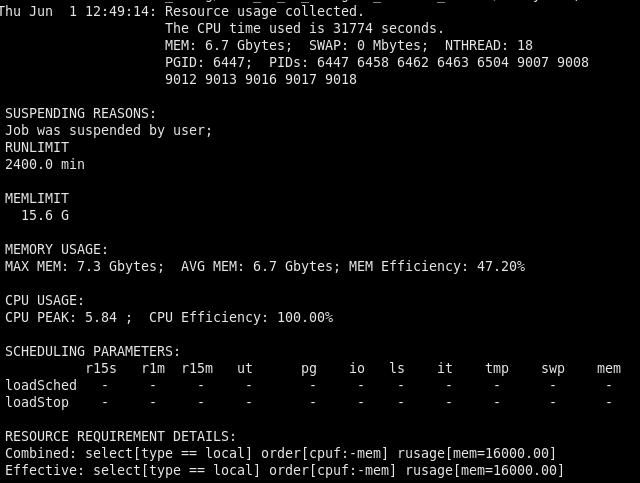 Thu Jun  1 12:49:14: Resource usage collected.
                    The CPU time used is 31774 seconds.
                    MEM: 6.7 Gbytes;  SWAP: 0 Mbytes;  NTHREAD: 18
                    PGID: 6447;  PIDs: 6447 6458 6462 6463 6504 9007 9008
                    9012 9013 9016 9017 9018

SUSPENDING REASONS:
Job was suspended by user;
RUNLIMIT
2400.0 min

MEMLIMIT
  15.6 G

MEMORY USAGE:
MAX MEM: 7.3 Gbytes;  AVG MEM: 6.7 Gbytes; MEM Efficiency: 47.20%

CPU USAGE:
CPU PEAK: 5.84 ;  CPU Efficiency: 100.00%

SCHEDULING PARAMETERS:
          r15s   r1m  r15m   ut      pg    io   ls    it    tmp    swp    mem
loadSched   -     -     -     -       -     -    -     -     -      -      -
loadStop    -     -     -     -       -     -    -     -     -      -      -

RESOURCE REQUIREMENT DETAILS:
Combined: select[type == local] order[cpuf:-mem] rusage[mem=16000.00]
Effective: select[type == local] order[cpuf:-mem] rusage[mem=16000.00]